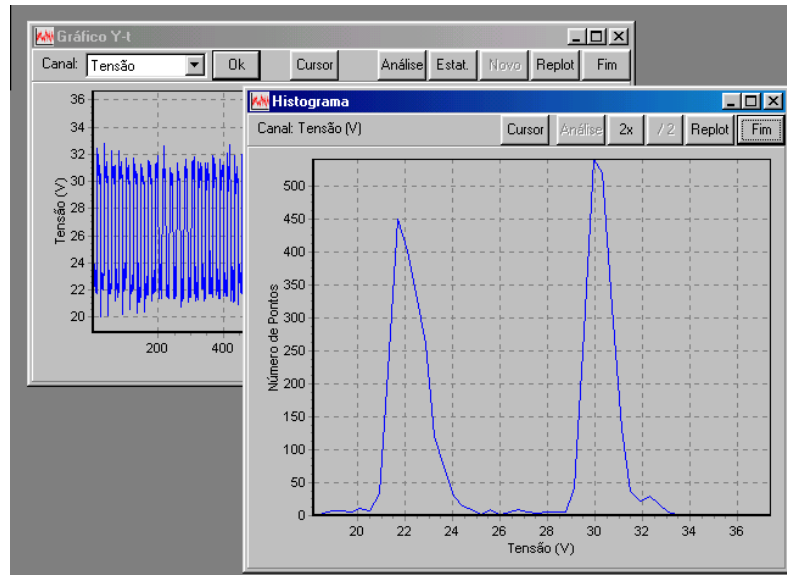 Gráfico Y-t
Canal: Tensão Ok Cursor Análise Estat. Novo Replot Fim
36
34
32
30
28
26
24
22
20
Tensão (V)
200 400
Histograma
Canal: Tensão (V) Cursor Análise 2x / 2 Replot Fim
500
450
400
350
300
250
200
150
100
50
0
Número de Pontos
20 22 24 26 28 30 32 34 36
Tensão (V)